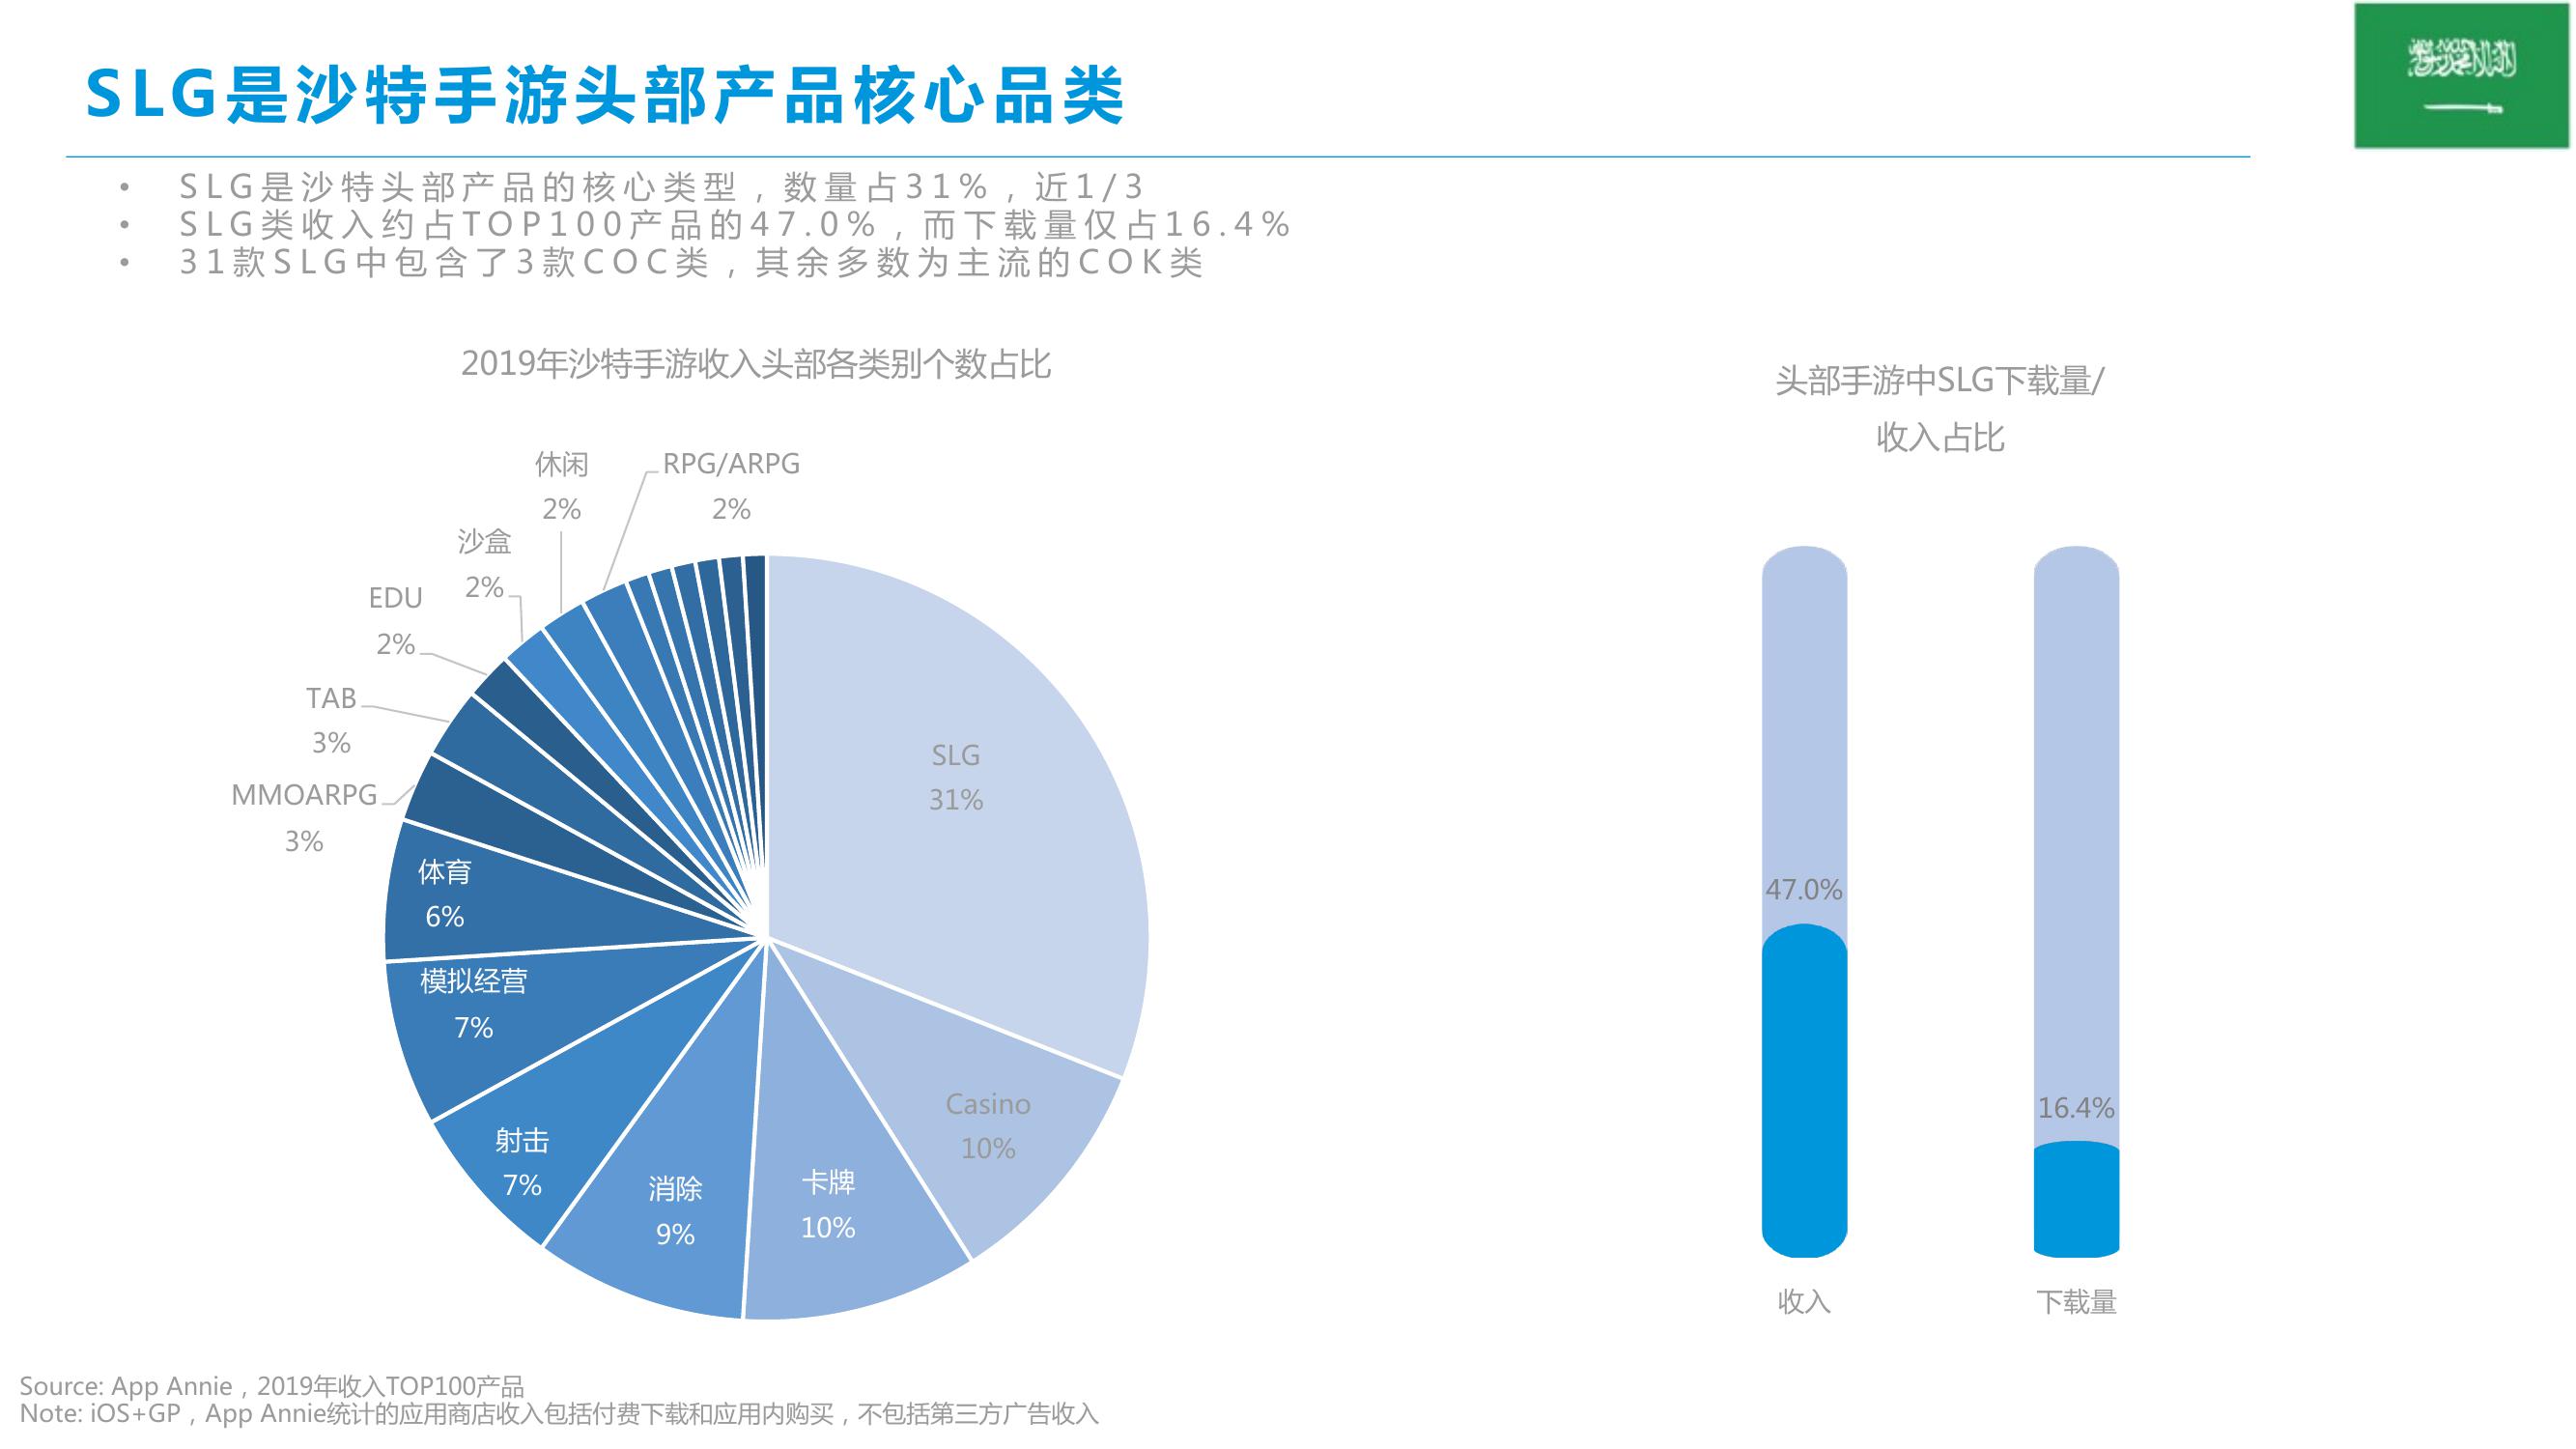 SLG是沙特手游头部产品核心品类
• SLG是沙特头部产品的核心类型，数量占31%，近1/3
• SLG类收入约占TOP100产品的47.0%，而下载量仅占16.4%
• 31款SLG中包含了3款COC类，其余多数为主流的COK类
2019年沙特手游收入头部各类别个数占比
休闲
2%
RPG/ARPG
2%
沙盒
2%
EDU
2%
TAB
3%
MMOARPG
3%
体育
6%
模拟经营
7%
射击
7%
消除
9%
卡牌
10%
Casino
10%
SLG
31%
头部手游中SLG下载量/
收入占比
47.0%
16.4%
收入
下载量
Source: App Annie，2019年收入TOP100产品
Note: iOS+GP，App Annie统计的应用商店收入包括付费下载和应用内购买，不包括第三方广告收入